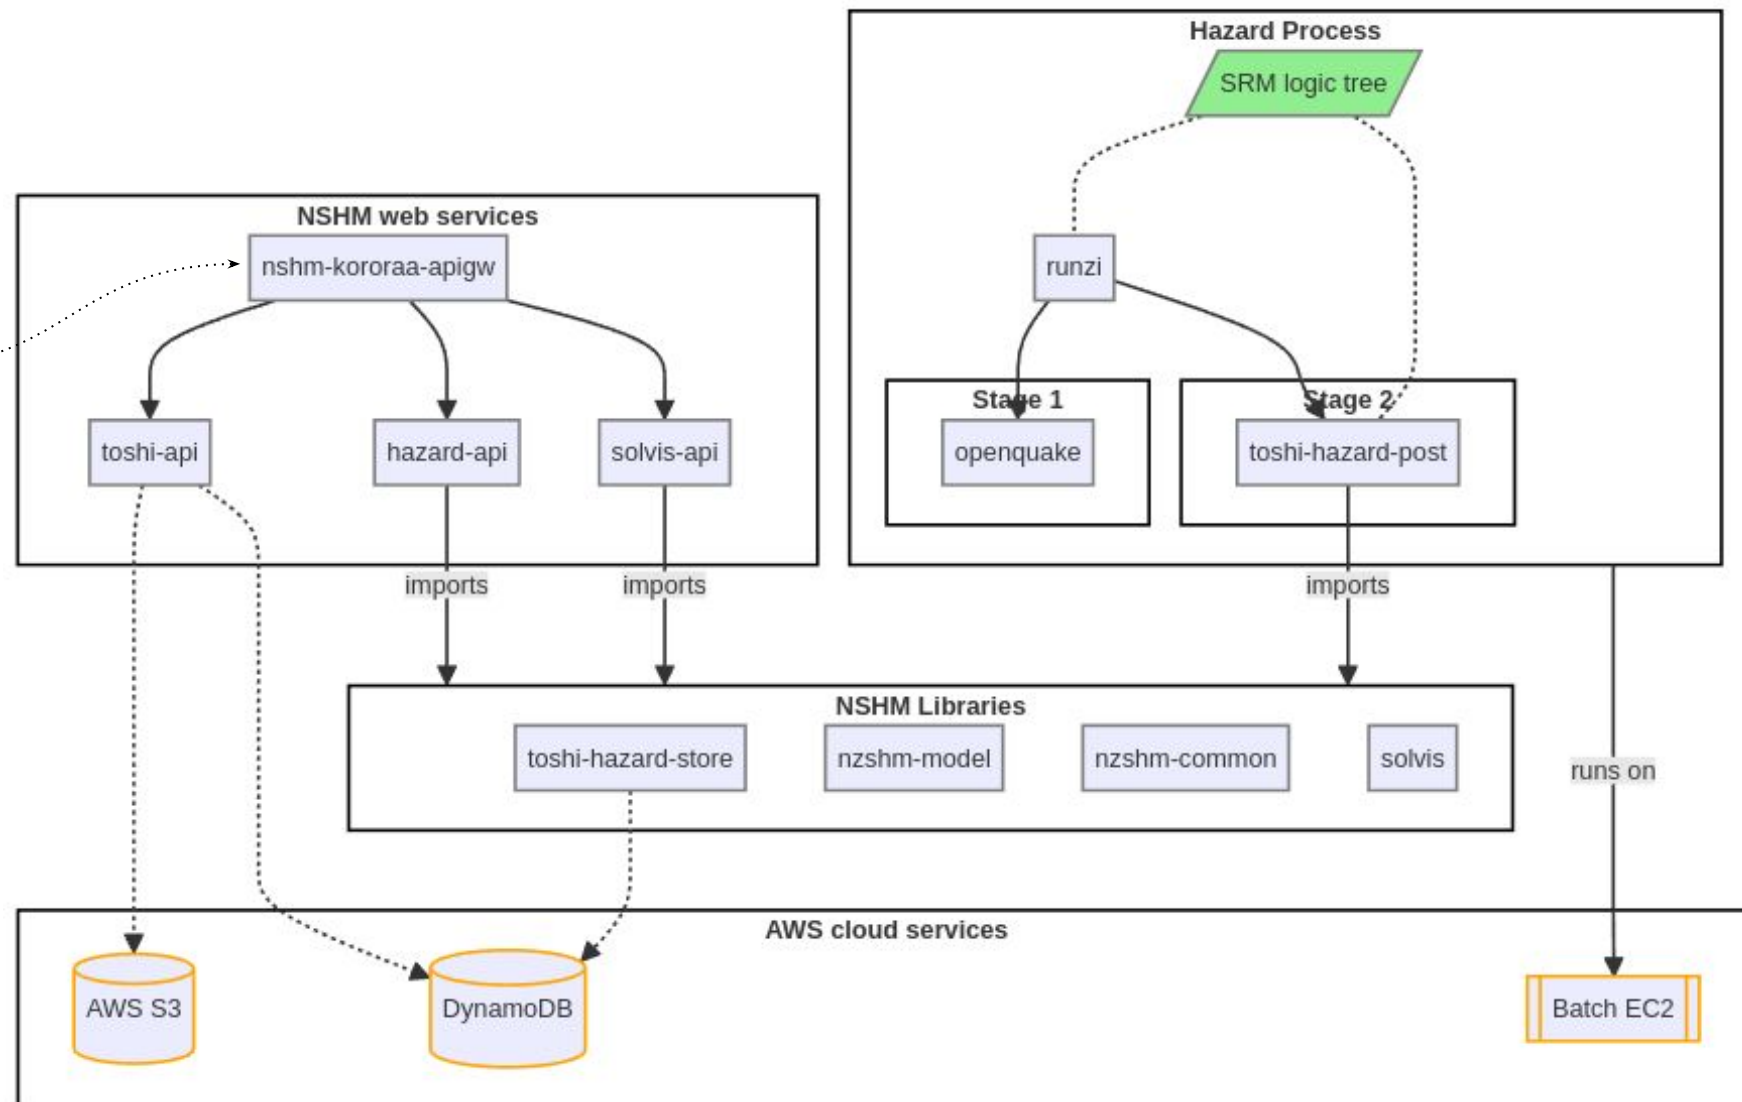 Hazard Process
SRM logic tree
NSHM web services
nshm-kororaa-apigw
runzi
Stage 1
Stage 2
toshi-api
hazard-api
solvis-api
openquake
toshi-hazard-post
imports
imports
imports
NSHM Libraries
toshi-hazard-store
nzshm-model
nzshm-common
solvis
runs on
AWS cloud services
AWS S3
DynamoDB
Batch EC2